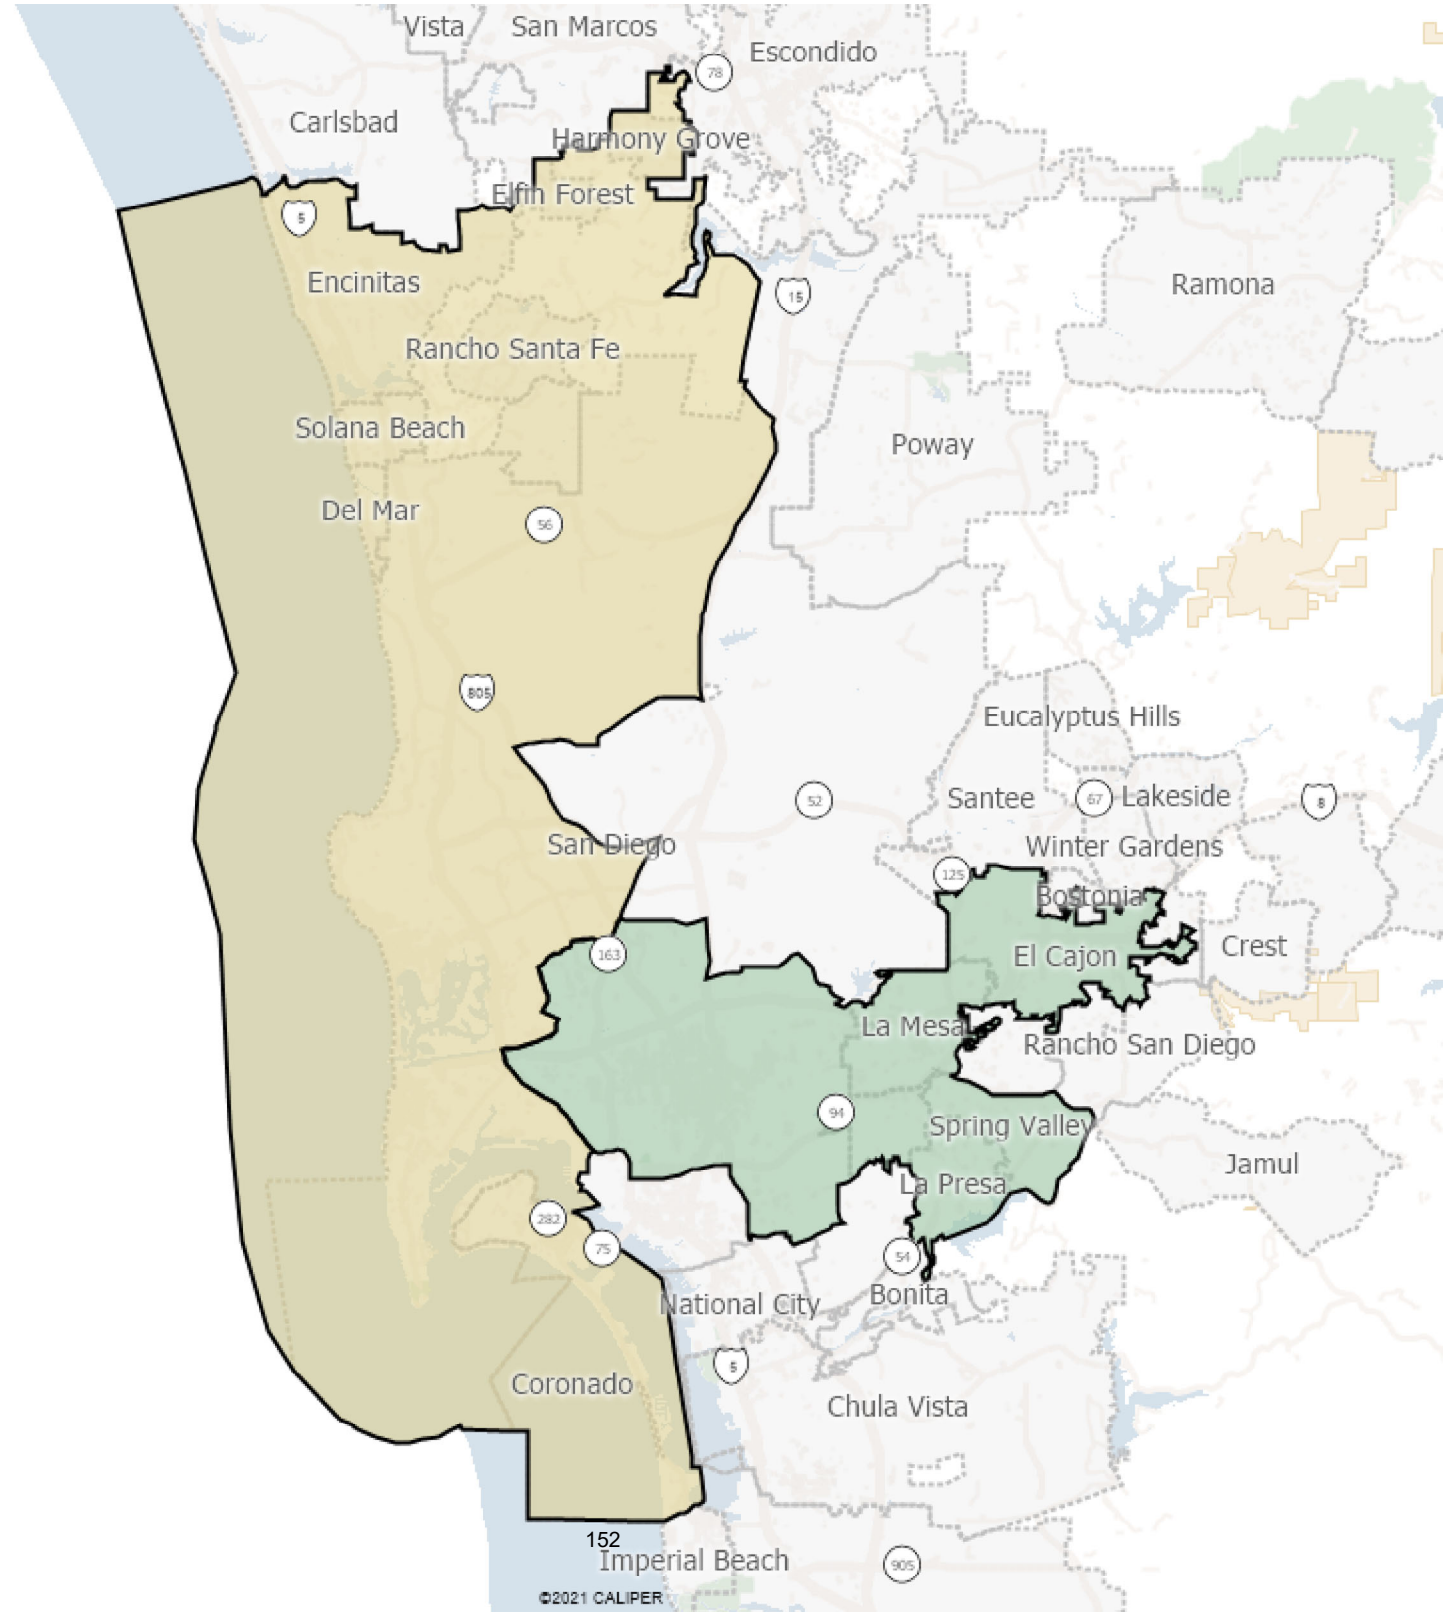 Vista
San Marcos
Escondido
78
Carlsbad
Harmony Grove
Elfin Forest
5
Encinitas
Ramona
15
Rancho Santa Fe
Solana Beach
Poway
Del Mar
56
805
Eucalyptus Hills
Santee
67
Lakeside
8
52
San Diego
Winter Gardens
125
Bostonia
163
El Cajon
Crest
La Mesa
Rancho San Diego
94
Spring Valley
Jamul
La Presa
282
75
54
National City
Bonita
5
Coronado
Chula Vista
152
Imperial Beach
905
©2021 CALIPER